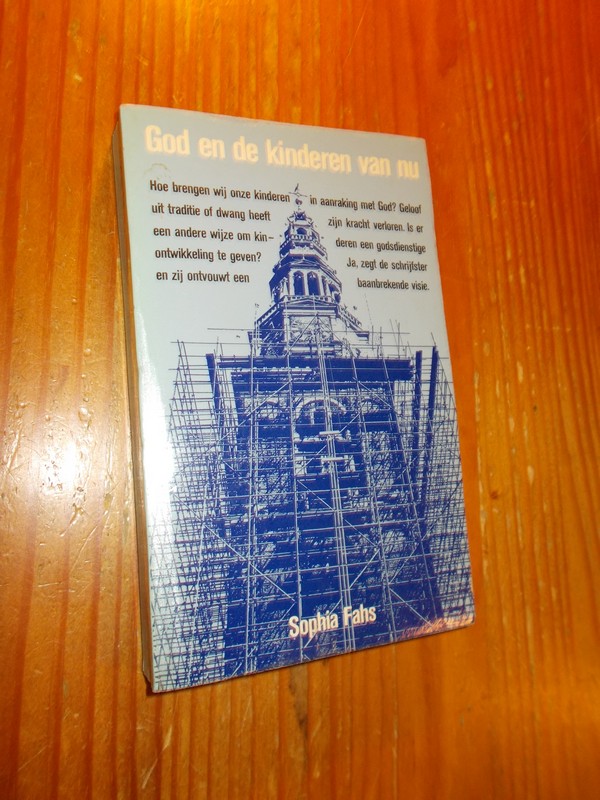 God en de kinderen van nu
Hoe brengen wij onze kinderen in aanraking met God? Geloof
uit traditie of dwang heeft zijn kracht verloren. Is er
een andere wijze om kin- deren een godsdienstige
ontwikkeling te geven? Ja, zegt de schrijfster
en zij ontvouwt een baanbrekende visie.
Sophia Fahs